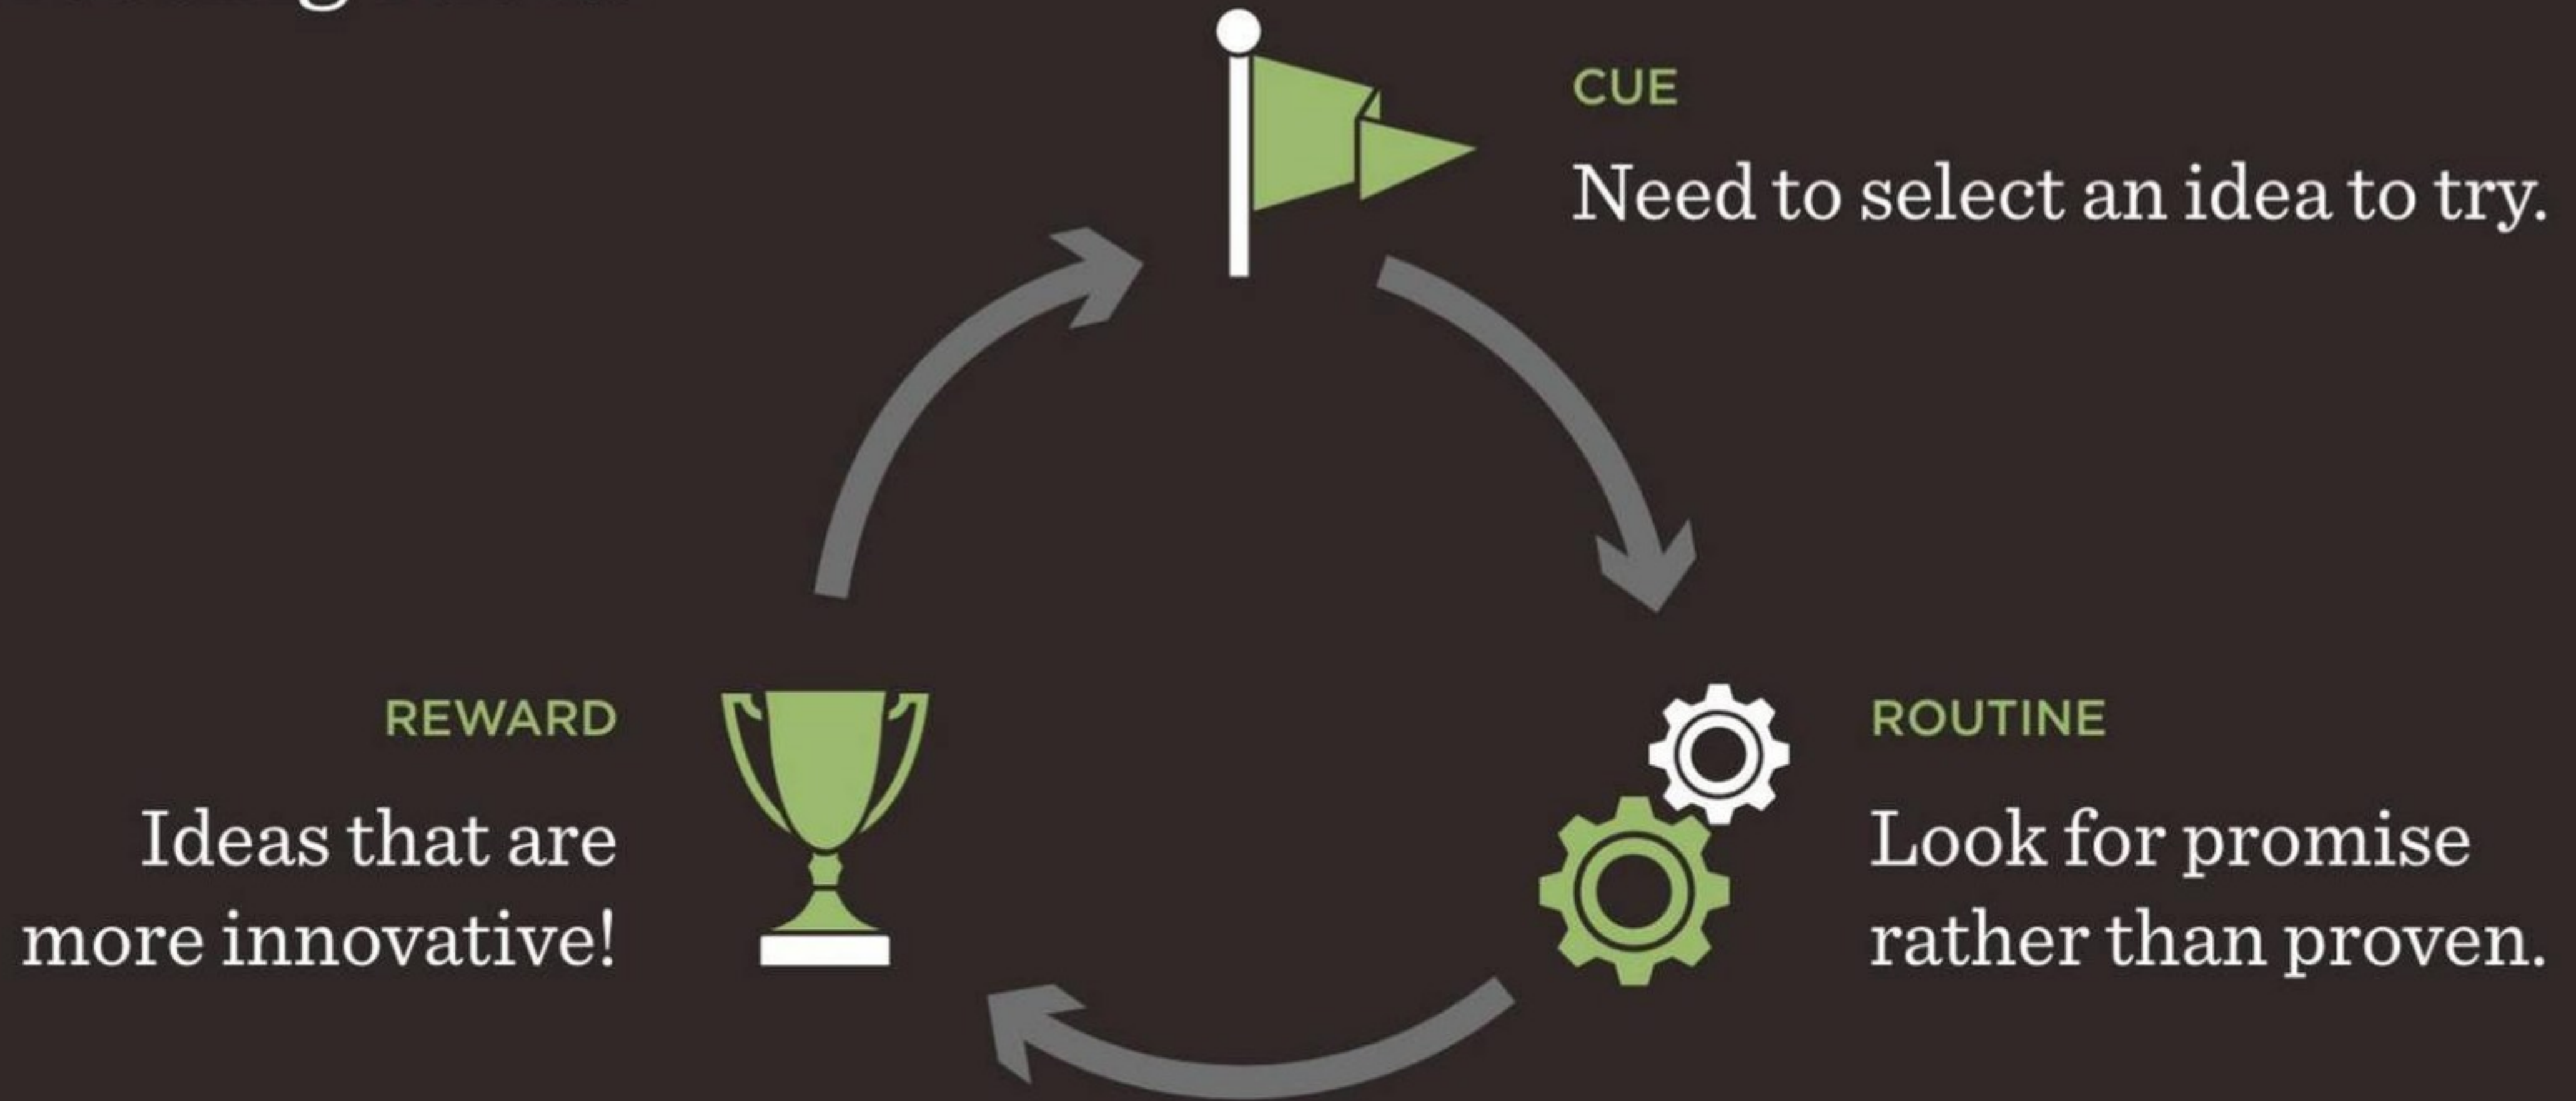 CUE
Need to select an idea to try.
REWARD
Ideas that are
more innovative!
ROUTINE
Look for promise
rather than proven.